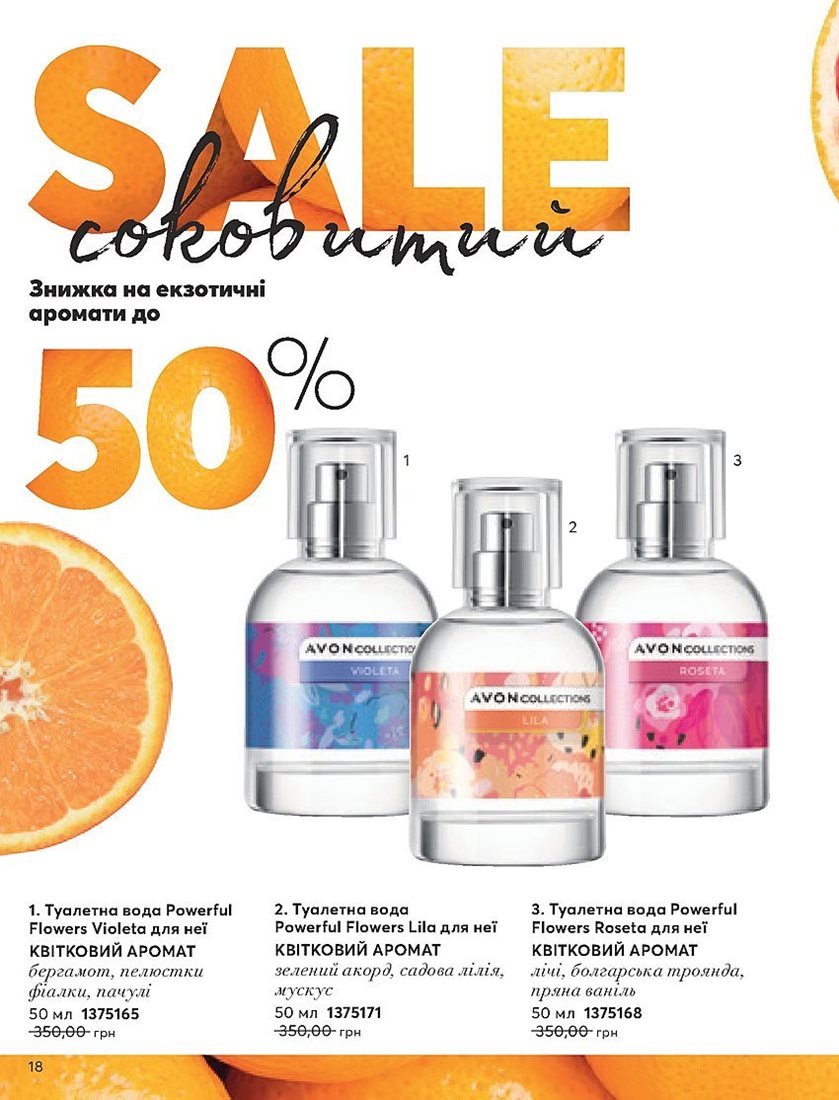 SALE
соковитий
Знижка на екзотичні
аромати до
50%
1
2
3
AVON COLLECTIONS
VIOLETA
AVON COLLECTIONS
LILA
AVON COLLECTIONS
ROSETA
1. Туалетна вода Powerful
Flowers Violeta для неї
КВІТКОВИЙ АРОМАТ
бергамот, пелюстки
фіалки, пачулі
50 мл 1375165
350,00 грн
2. Туалетна вода
Powerful Flowers Lila для неї
КВІТКОВИЙ АРОМАТ
зелений акорд, садова лілія,
мускус
50 мл 1375171
350,00 грн
3. Туалетна вода Powerful
Flowers Roseta для неї
КВІТКОВИЙ АРОМАТ
лічі, болгарська троянда,
пряна ваніль
50 мл 1375168
350,00 грн
18